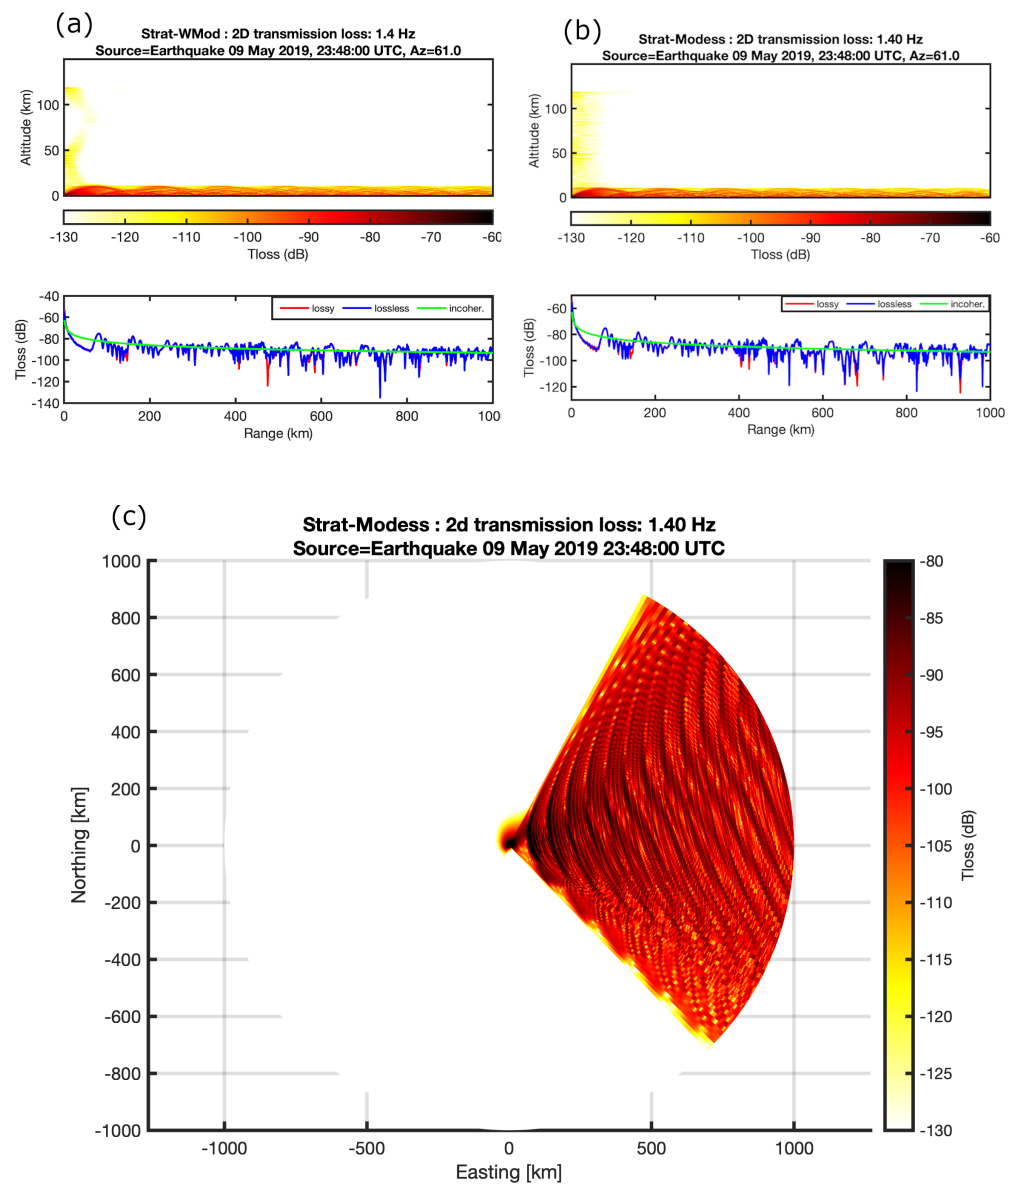 (a)
Strat-WMod : 2D transmission loss: 1.4 Hz
Source=Earthquake 09 May 2019, 23:48:00 UTC, Az=61.0
Altitude (km)
100
50
0
-130 -120 -110 -100 -90 -80 -70 -60
Tloss (dB)
Tloss (dB)
-40
-60
-80
-100
-120
-140
lossy lossless incoher.
0 200 400 600 800 100
Range (km)
(b)
Strat-Modess : 2D transmission loss: 1.40 Hz
Source=Earthquake 09 May 2019, 23:48:00 UTC, Az=61.0
Altitude (km)
100
50
0
-130 -120 -110 -100 -90 -80 -70 -60
Tloss (dB)
Tloss (dB)
-60
-80
-100
-120
lossy lossless incoher.
0 200 400 600 800 1000
Range (km)
(c)
Strat-Modess : 2d transmission loss: 1.40 Hz
Source=Earthquake 09 May 2019 23:48:00 UTC
Northing [km]
1000
800
600
400
200
0
-200
-400
-600
-800
-1000
-1000 -500 0 500 1000
Easting [km]
-80
-85
-90
-95
-100
-105
-110
-115
-120
-125
-130
Tloss (dB)